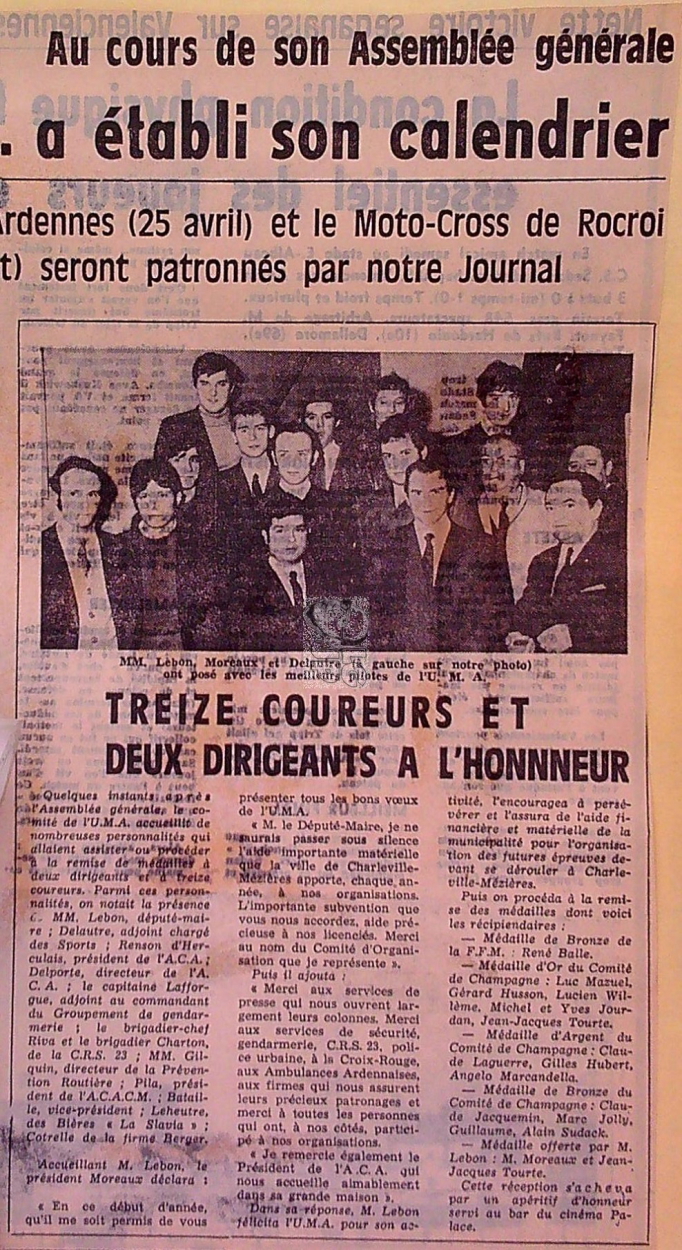 Au cours de son Assemblée générale
. a établi son calendrier
Ardennes (25 avril) et le Moto-Cross de Rocroi
t) seront patronnés par notre Journal
MM. Lebon, Moreaux et Delautre (à gauche sur notre photo)
ont posé avec les meilleurs pilotes de l'U. M. A.
TREIZE COUREURS ET
DEUX DIRIGEANTS A L'HONNNEUR
Quelques instants après
l'Assemblée générale, le co-
mité de l'U.M.A. accueillit de
nombreuses personnalités qui
allaient assister ou procéder
à la remise de médailles à
deux dirigeants et à treize
coureurs. Parmi ces person-
nalités, on notait la présence
MM. Lebon, député-mai-
re ; Delautre, adjoint chargé
des Sports ; Renson d'Her-
culais, président de l'A.C.A. ;
Delporte, directeur de l'A.
C. A. ; le capitaine Laffor-
gue, adjoint au commandant
du Groupement de gendar-
merie ; le brigadier-chef
Riva et le brigadier Charton,
de la C.R.S. 23 ; MM. Gil-
quin, directeur de la Préven-
tion Routière ; Pila, prési-
dent de l'A.C.A.C.M. ; Batail-
le, vice-président ; Leheutre,
des Bières « La Slavia » ;
Cotrelle de la firme Berger.
Accueillant M. Lebon, le
président Moreaux déclara :
« En ce début d'année,
qu'il me soit permis de vous
présenter tous les bons vœux
de l'U.M.A.
« M. le Député-Maire, je ne
saurais passer sous silence
l'aide importante matérielle
que la ville de Charleville-
Mézières apporte, chaque an-
née, à nos organisations.
L'importante subvention que
vous nous accordez, aide pré-
cieuse à nos licenciés. Merci
au nom du Comité d'Organi-
sation que je représente ».
Puis il ajouta :
« Merci aux services de
presse qui nous ouvrent lar-
gement leurs colonnes. Merci
aux services de sécurité,
gendarmerie, C.R.S. 23, poli-
ce urbaine, à la Croix-Rouge,
aux Ambulances Ardennaises,
aux firmes qui nous assurent
leurs précieux patronages et
merci à toutes les personnes
qui ont, à nos côtés, partici-
pé à nos organisations.
« Je remercie également le
Président de l'A.C.A. qui
nous accueille aimablement
dans sa grande maison ».
Dans sa réponse, M. Lebon
félicita l'U.M.A. pour son ac-
tivité, l'encouragea à persé-
vérer et l'assura de l'aide fi-
nancière et matérielle de la
municipalité pour l'organisa-
tion des futures épreuves de-
vant se dérouler à Charle-
ville-Mézières.
Puis on procéda à la remi-
se des médailles dont voici
les récipiendaires :
— Médaille de Bronze de
la F.F.M. : René Balle.
— Médaille d'Or du Comité
de Champagne : Luc Mazuel,
Gérard Husson, Lucien Wil-
lème, Michel et Yves Jour-
dan, Jean-Jacques Tourte.
— Médaille d'Argent du
Comité de Champagne : Clau-
de Laguerre, Gilles Hubert,
Angelo Marcandella.
— Médaille de Bronze du
Comité de Champagne : Clau-
de Jacquemin, Marc Jolly,
Guillaume, Alain Sudack.
— Médaille offerte par M.
Lebon : M. Moreaux et Jean-
Jacques Tourte.
Cette réception s'acheva
par un apéritif d'honneur
servi au bar du cinéma Pa-
lace.